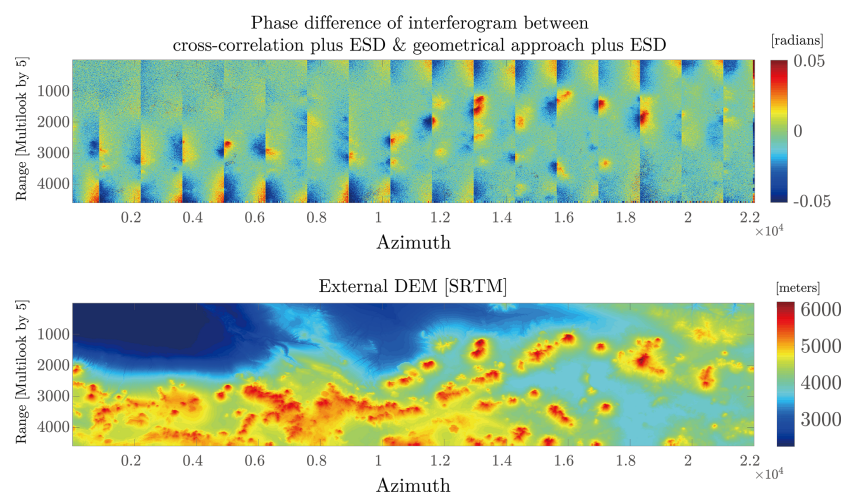 Phase difference of interferogram between
cross-correlation plus ESD & geometrical approach plus ESD
[radians]
Range [Multilook by 5]
1000
2000
3000
4000
0.05
0
-0.05
0.2 0.4 0.6 0.8 1 1.2 1.4 1.6 1.8 2 2.2
×10⁴
Azimuth
External DEM [SRTM]
[meters]
Range [Multilook by 5]
1000
2000
3000
4000
6000
5000
4000
3000
0.2 0.4 0.6 0.8 1 1.2 1.4 1.6 1.8 2 2.2
×10⁴
Azimuth